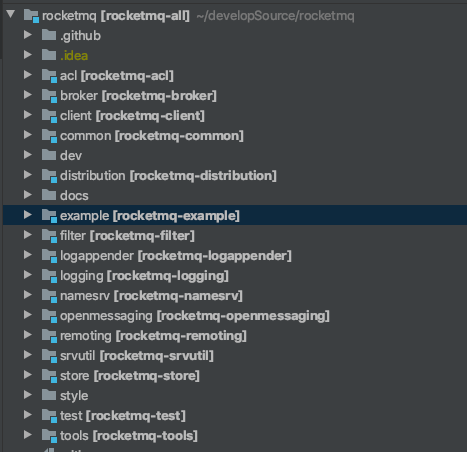 rocketmq [rocketmq-all] ~/developSource/rocketmq
.github
.idea
acl [rocketmq-acl]
broker [rocketmq-broker]
client [rocketmq-client]
common [rocketmq-common]
dev
distribution [rocketmq-distribution]
docs
example [rocketmq-example]
filter [rocketmq-filter]
logappender [rocketmq-logappender]
logging [rocketmq-logging]
namesrv [rocketmq-namesrv]
openmessaging [rocketmq-openmessaging]
remoting [rocketmq-remoting]
srvutil [rocketmq-srvutil]
store [rocketmq-store]
style
test [rocketmq-test]
tools [rocketmq-tools]